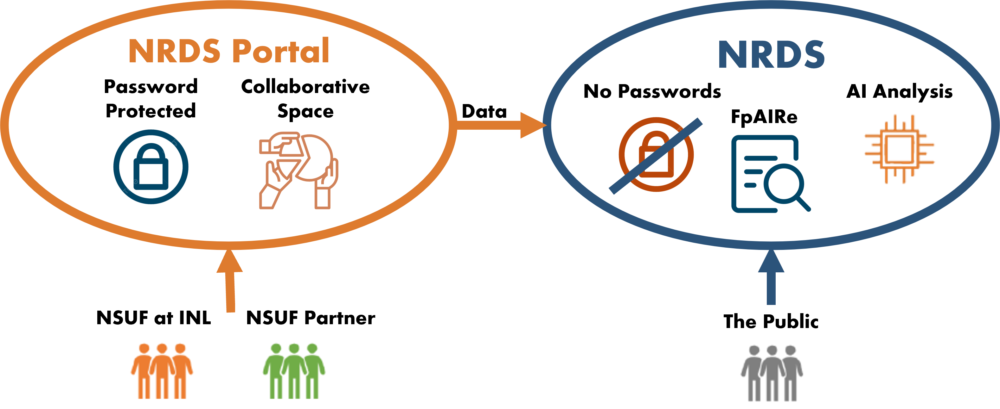 NRDS Portal
Password
Protected
Collaborative
Space
Data
NRDS
No Passwords
FpAIRe
AI Analysis
NSUF at INL
NSUF Partner
The Public